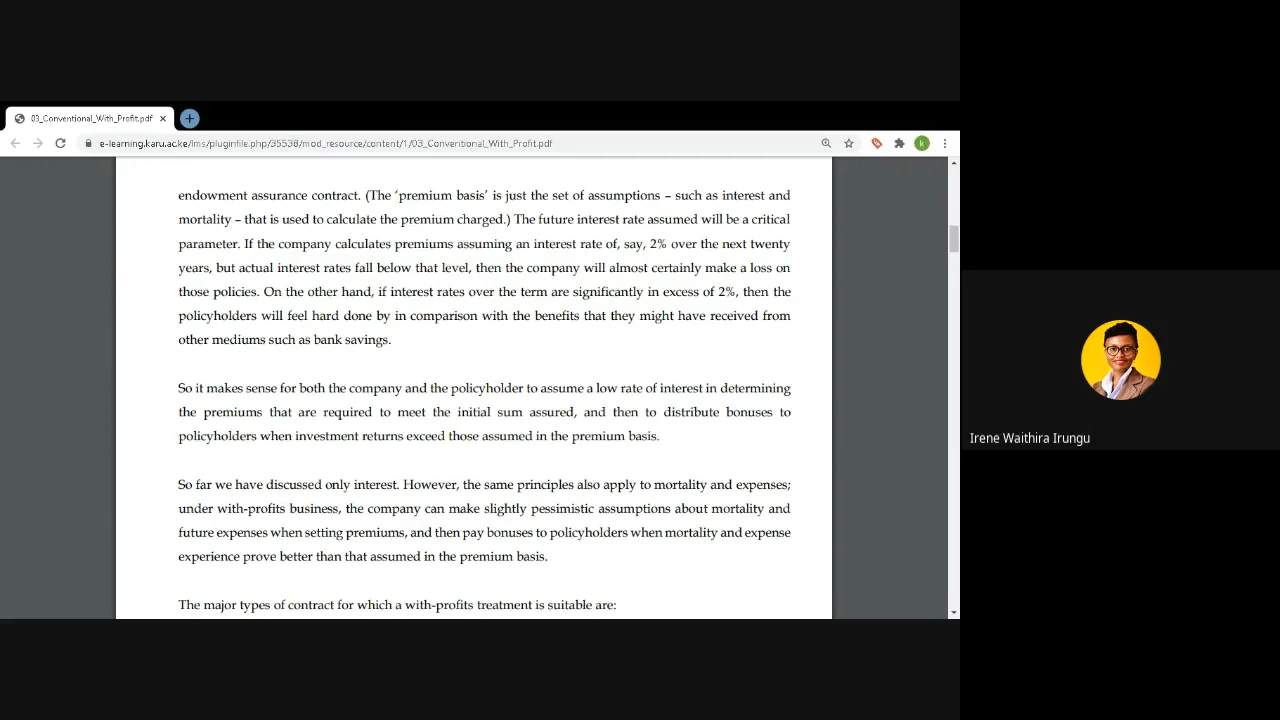 03_Conventional_With_Profit.pdf
e-learning.karu.ac.ke/lms/pluginfile.php/35538/mod_resource/content/1/03_Conventional_With_Profit.pdf
k
endowment assurance contract. (The ‘premium basis’ is just the set of assumptions – such as interest and
mortality – that is used to calculate the premium charged.) The future interest rate assumed will be a critical
parameter. If the company calculates premiums assuming an interest rate of, say, 2% over the next twenty
years, but actual interest rates fall below that level, then the company will almost certainly make a loss on
those policies. On the other hand, if interest rates over the term are significantly in excess of 2%, then the
policyholders will feel hard done by in comparison with the benefits that they might have received from
other mediums such as bank savings.
So it makes sense for both the company and the policyholder to assume a low rate of interest in determining
the premiums that are required to meet the initial sum assured, and then to distribute bonuses to
policyholders when investment returns exceed those assumed in the premium basis.
So far we have discussed only interest. However, the same principles also apply to mortality and expenses;
under with-profits business, the company can make slightly pessimistic assumptions about mortality and
future expenses when setting premiums, and then pay bonuses to policyholders when mortality and expense
experience prove better than that assumed in the premium basis.
The major types of contract for which a with-profits treatment is suitable are:
Irene Waithira Irungu